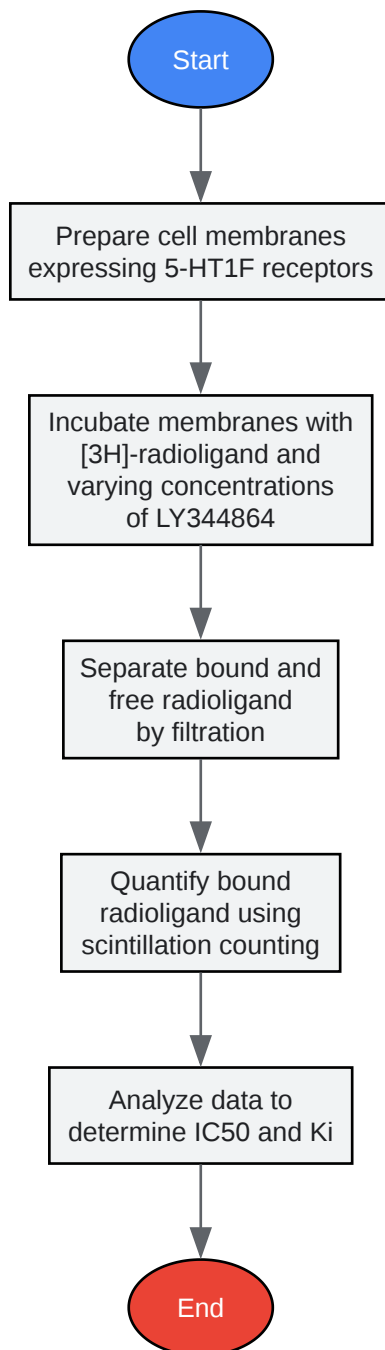 Start
Prepare cell membranes
expressing 5-HT1F receptors
Incubate membranes with
[3H]-radioligand and
varying concentrations
of LY344864
Separate bound and
free radioligand
by filtration
Quantify bound
radioligand using
scintillation counting
Analyze data to
determine IC50 and Ki
End